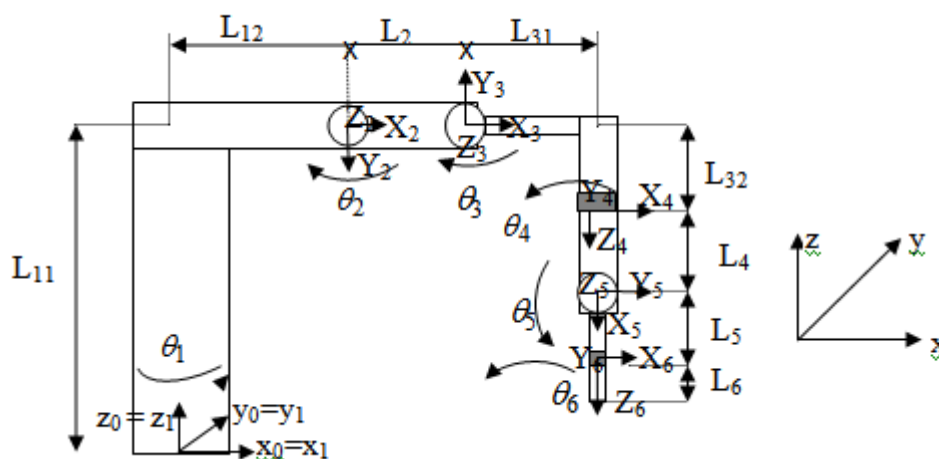 L12 L2 L31
X X
Y3
Z X2 X3
Y2 Z3
θ2 θ3
L32
Y4 X4
θ4
Z4
L11
L4
Z5 Y5
θ5
X5
L5
z y x
θ1
Y6 X6
θ6 Z6
L6
z0 = z1
y0=y1
x0=x1